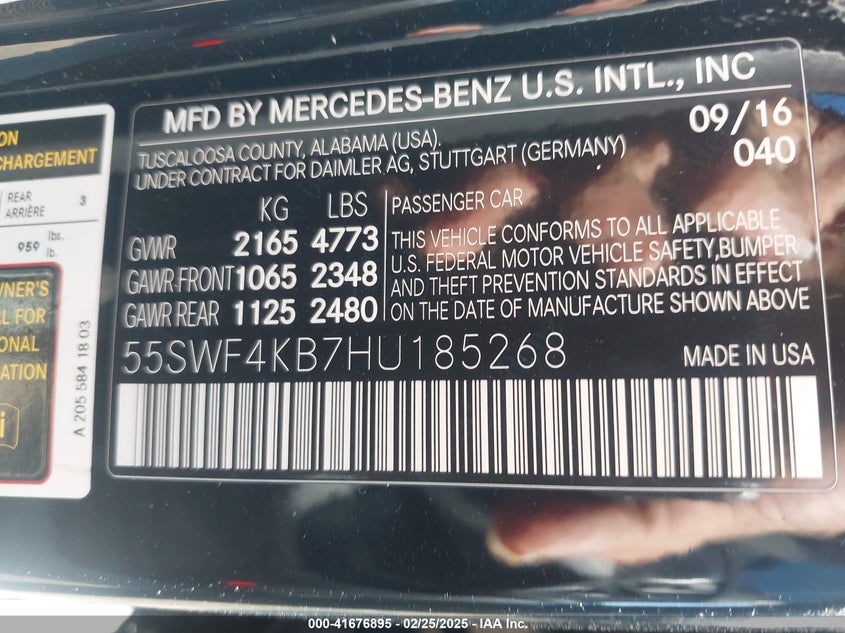 ON
CHARGEMENT
REAR
ARRIÈRE
3
959 lbs.
lb.
WNER'S
L FOR
ONAL
ATION
i
A 205 584 18 03
MFD BY MERCEDES-BENZ U.S. INTL., INC
TUSCALOOSA COUNTY, ALABAMA (USA).
UNDER CONTRACT FOR DAIMLER AG, STUTTGART (GERMANY)
09/16
040
KG LBS
GVWR 2165 4773
GAWR FRONT 1065 2348
GAWR REAR 1125 2480
PASSENGER CAR
THIS VEHICLE CONFORMS TO ALL APPLICABLE
U.S. FEDERAL MOTOR VEHICLE SAFETY,BUMPER
AND THEFT PREVENTION STANDARDS IN EFFECT
ON THE DATE OF MANUFACTURE SHOWN ABOVE
55SWF4KB7HU185268
MADE IN USA
000-41676895 - 02/25/2025 - IAA Inc.